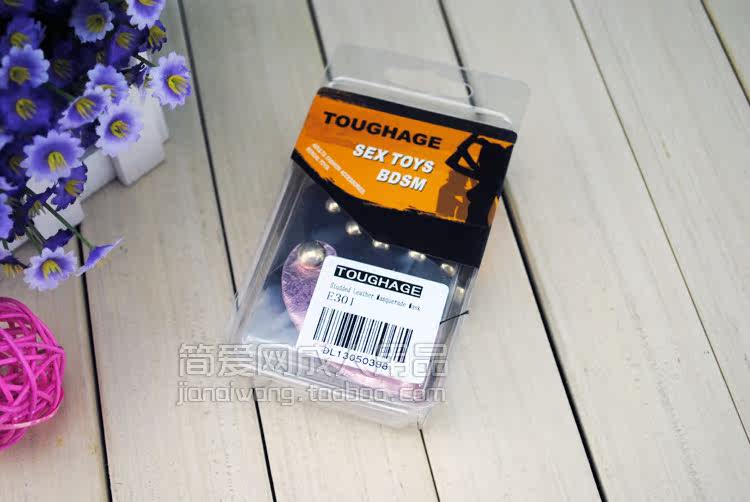 TOUGHAGE
SEX TOYS
BDSM
TOUGHAGE
Studded Leather Masquerade Mask
E301
DL13050398
简爱网成人用品
jianaiwang.taobao.com